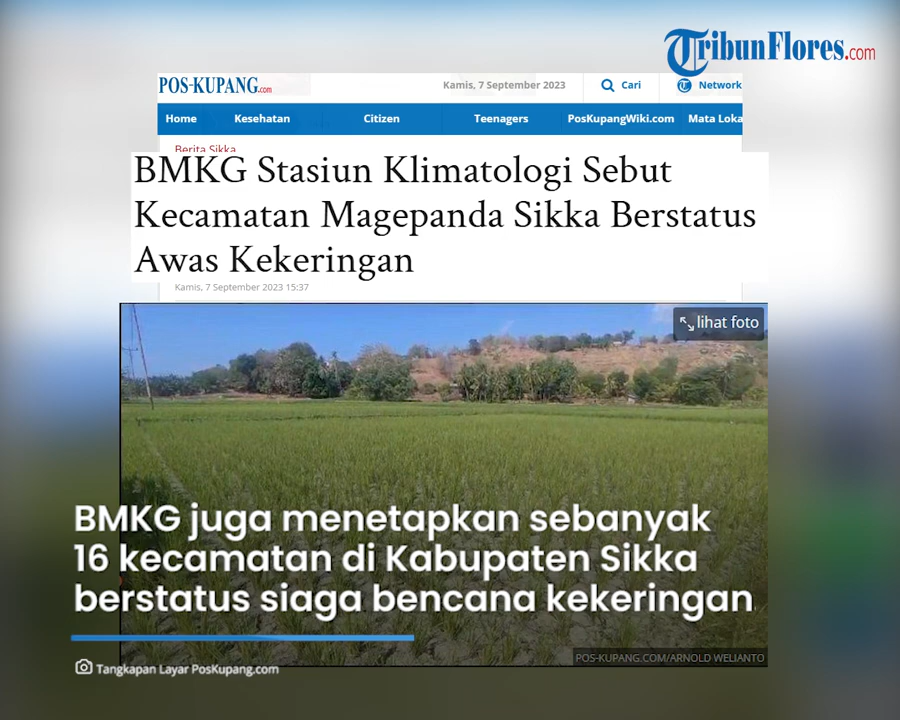 TribunFlores.com
POS-KUPANG.com
Kamis, 7 September 2023
Cari
Network
Home Kesehatan Citizen Teenagers PosKupangWiki.com Mata Loka
Berita Sikka
BMKG Stasiun Klimatologi Sebut
Kecamatan Magepanda Sikka Berstatus
Awas Kekeringan
Kamis, 7 September 2023 15:37
lihat foto
BMKG juga menetapkan sebanyak
16 kecamatan di Kabupaten Sikka
berstatus siaga bencana kekeringan
POS-KUPANG.COM/ARNOLD WELIANTO
Tangkapan Layar PosKupang.com